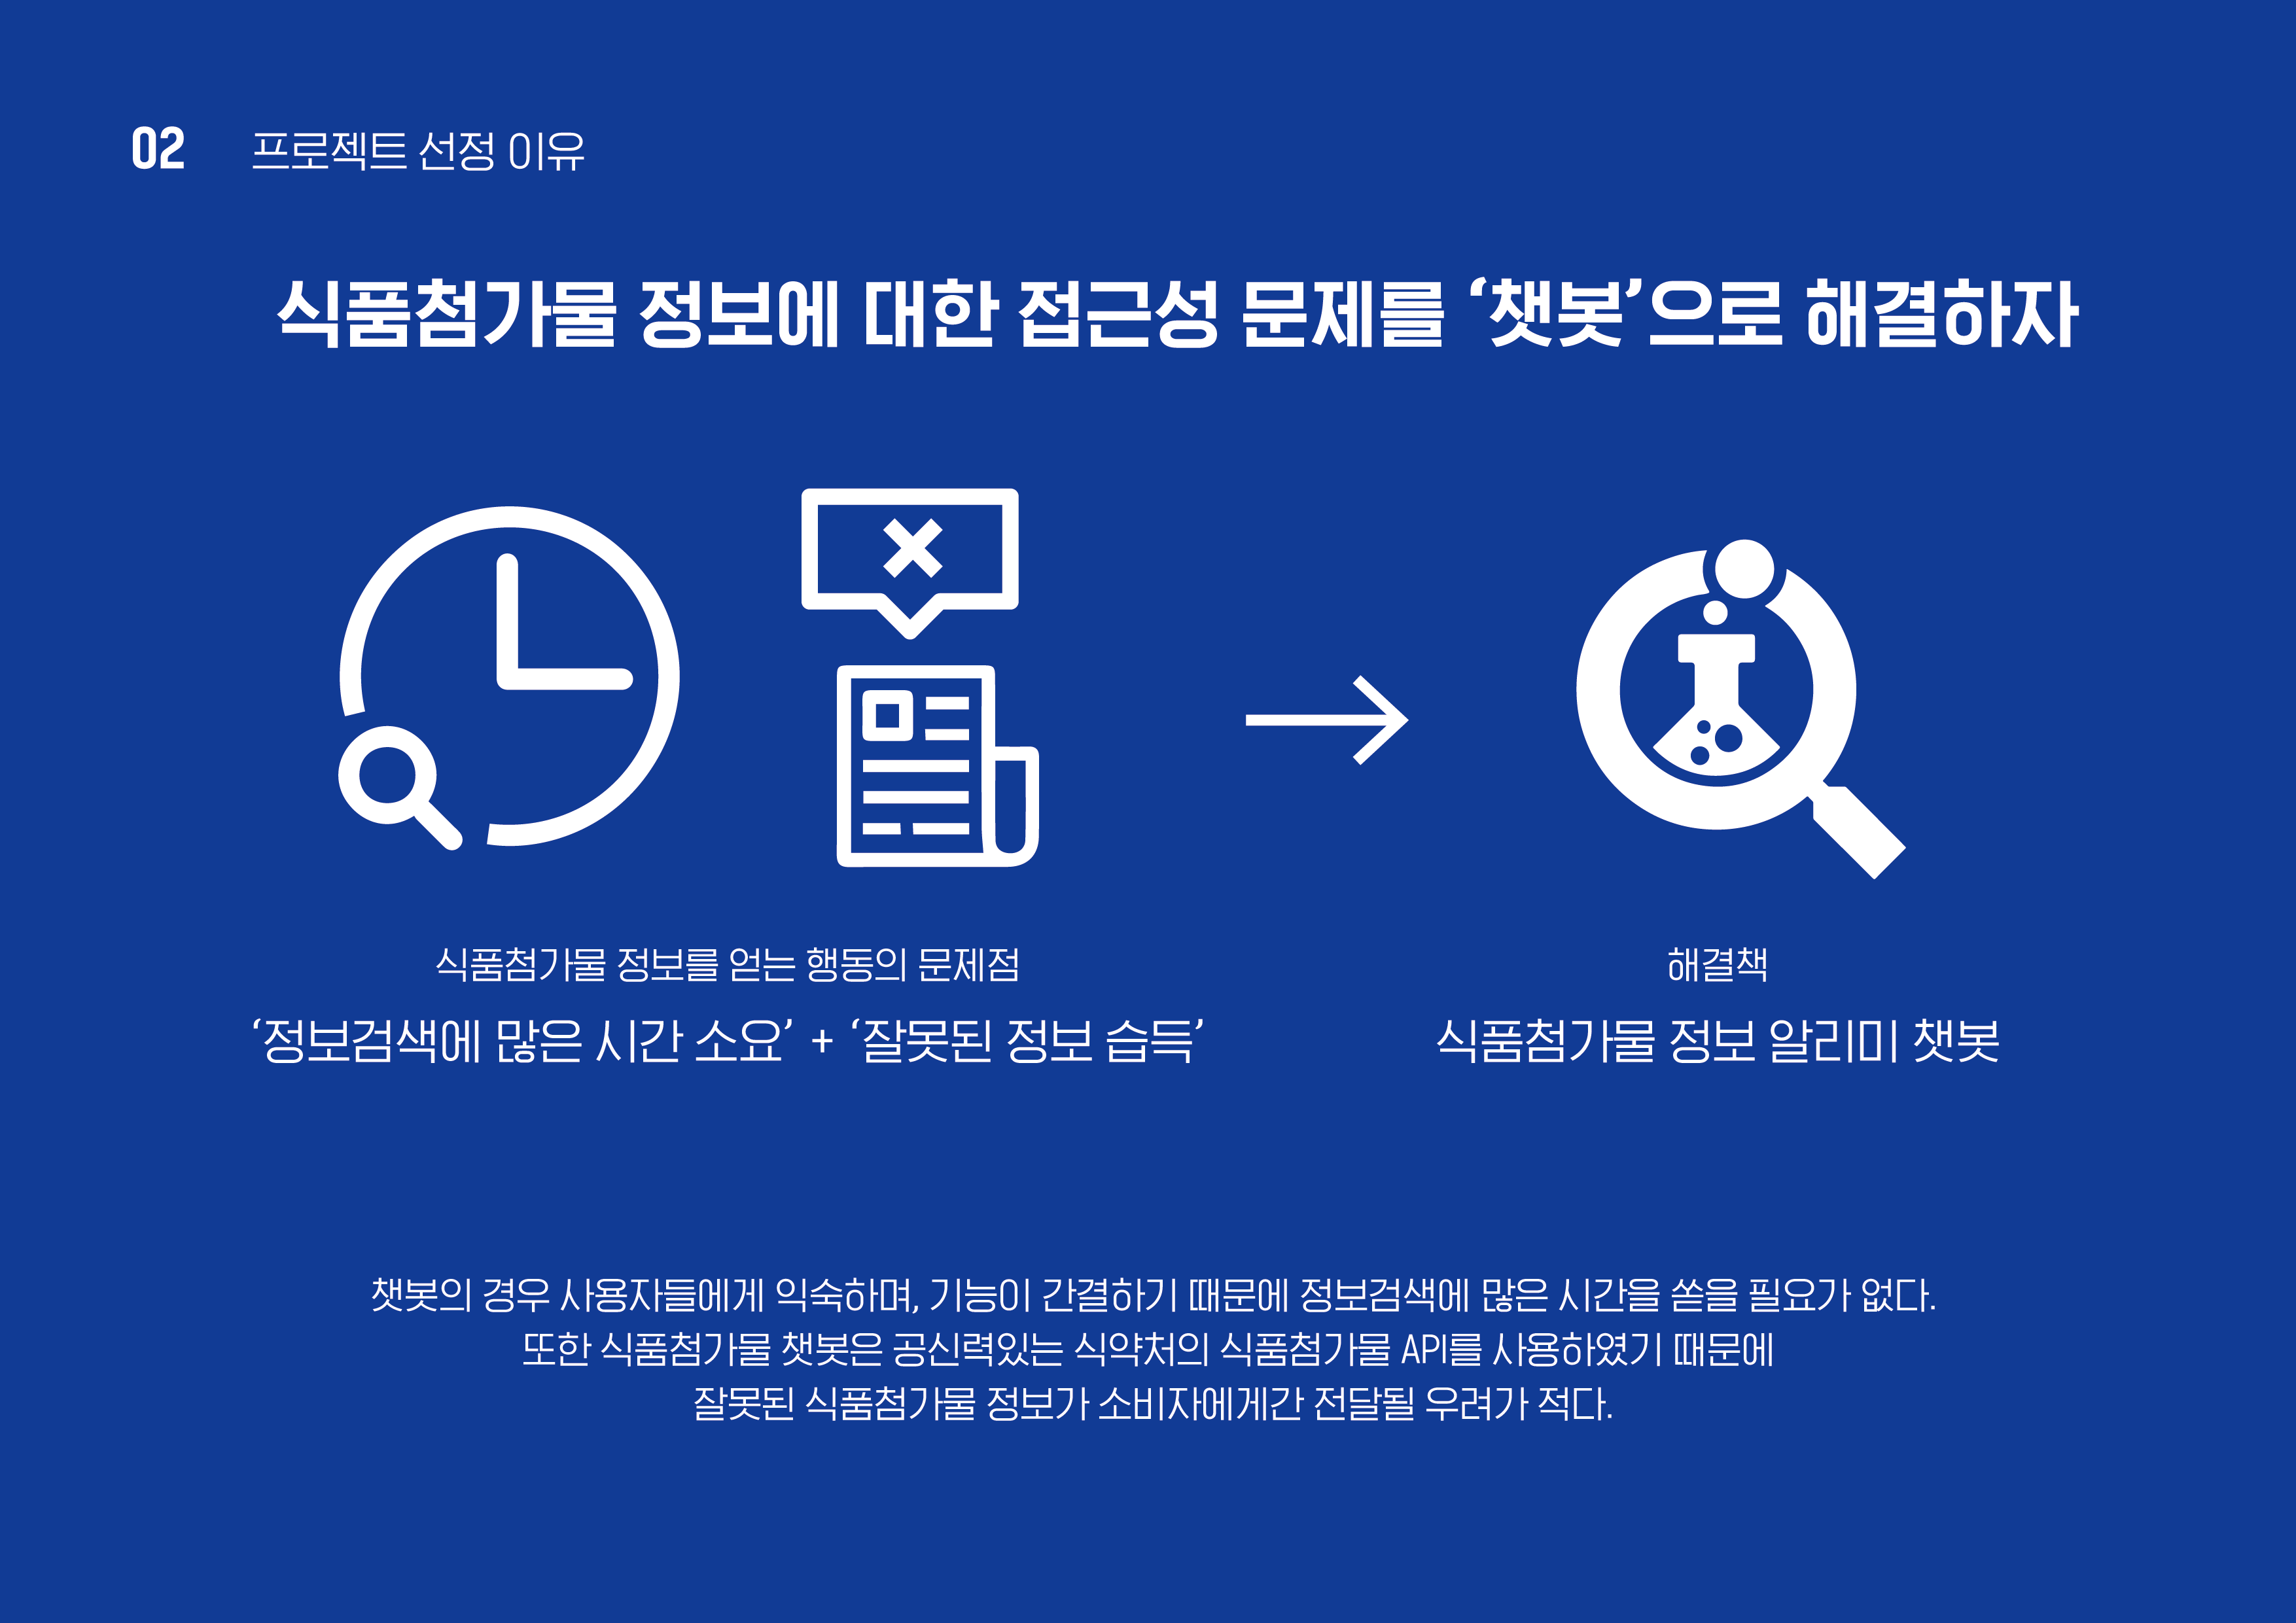 02 프로젝트 선정 이유
식품첨가물 정보에 대한 접근성 문제를 ‘챗봇’으로 해결하자
식품첨가물 정보를 얻는 행동의 문제점
‘정보검색에 많은 시간 소요’ + ‘잘못된 정보 습득’
해결책
식품첨가물 정보 알리미 챗봇
챗봇의 경우 사용자들에게 익숙하며, 기능이 간결하기 때문에 정보검색에 많은 시간을 쏟을 필요가 없다.
또한 식품첨가물 챗봇은 공신력있는 식약처의 식품첨가물 API를 사용하였기 때문에
잘못된 식품첨가물 정보가 소비자에게간 전달될 우려가 적다.